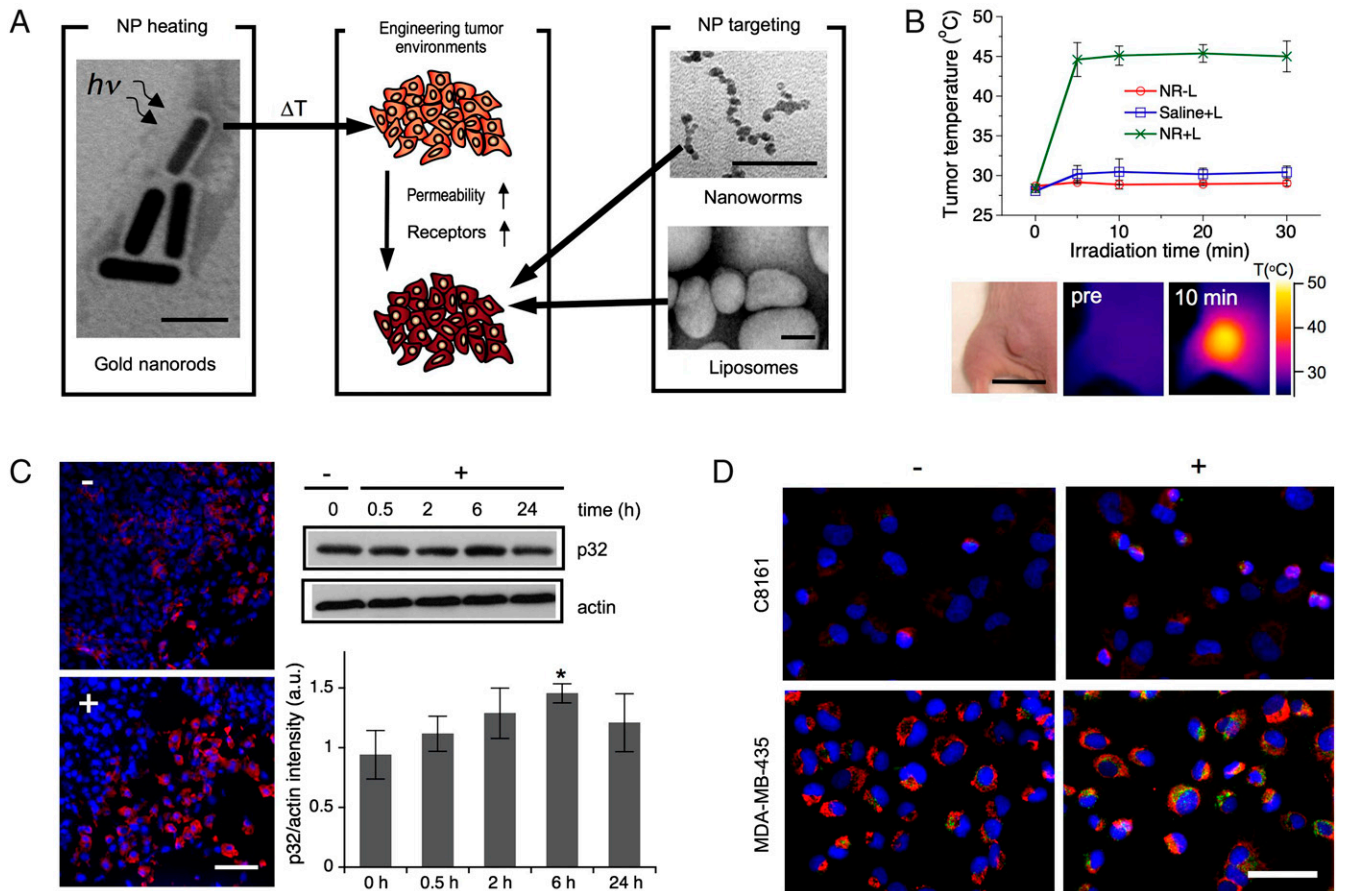 A
NP heating
hν
Gold nanorods
ΔT
Engineering tumor
environments
Permeability ↑
Receptors ↑
NP targeting
Nanoworms
Liposomes
B
Tumor temperature (°C)
50
45
40
35
30
25
NR-L
Saline+L
NR+L
0 5 10 20 30
Irradiation time (min)
pre
10 min
T(°C)
50
40
30
C
-
+
- +
0 0.5 2 6 24 time (h)
p32
actin
p32/actin intensity (a.u.)
1.5
1
0.5
0
*
0 h 0.5 h 2 h 6 h 24 h
D
- +
C8161
MDA-MB-435